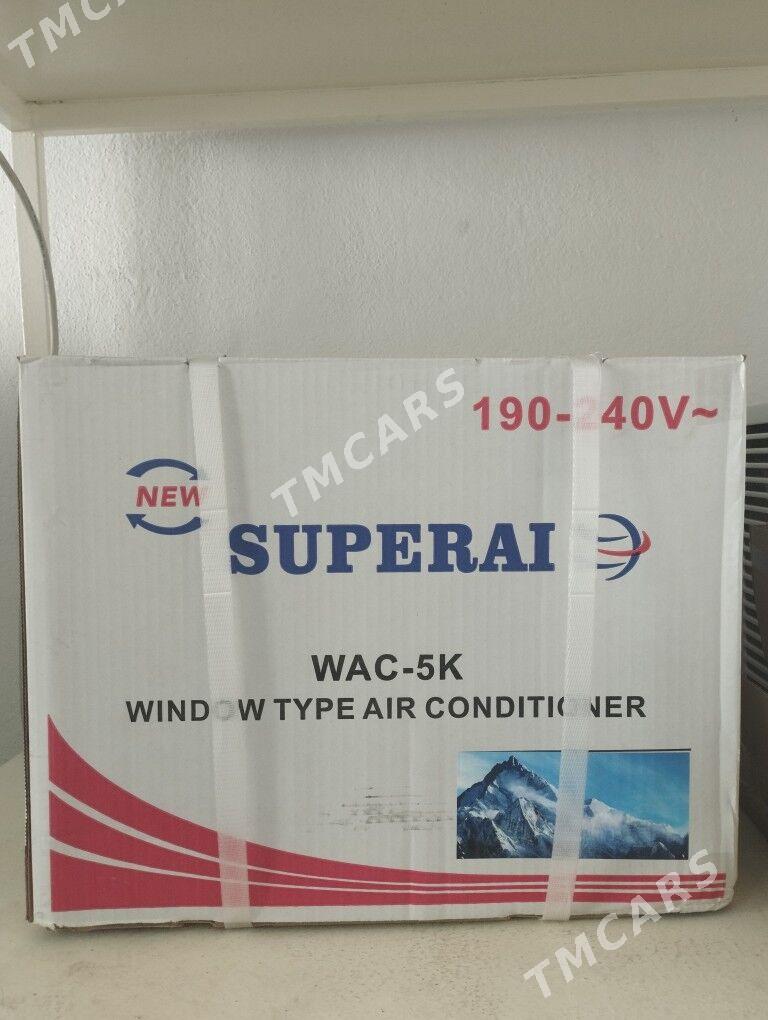 TMCARS
190-240V~
TMCARS
NEW
SUPERAI
WAC-5K
WINDOW TYPE AIR CONDITIONER
TMCARS